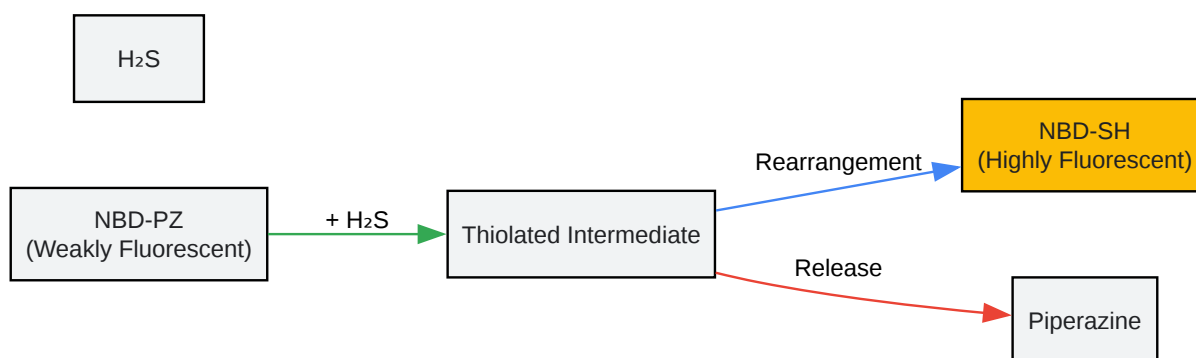 H₂S
NBD-PZ
(Weakly Fluorescent)
+ H₂S
Thiolated Intermediate
Rearrangement
NBD-SH
(Highly Fluorescent)
Release
Piperazine